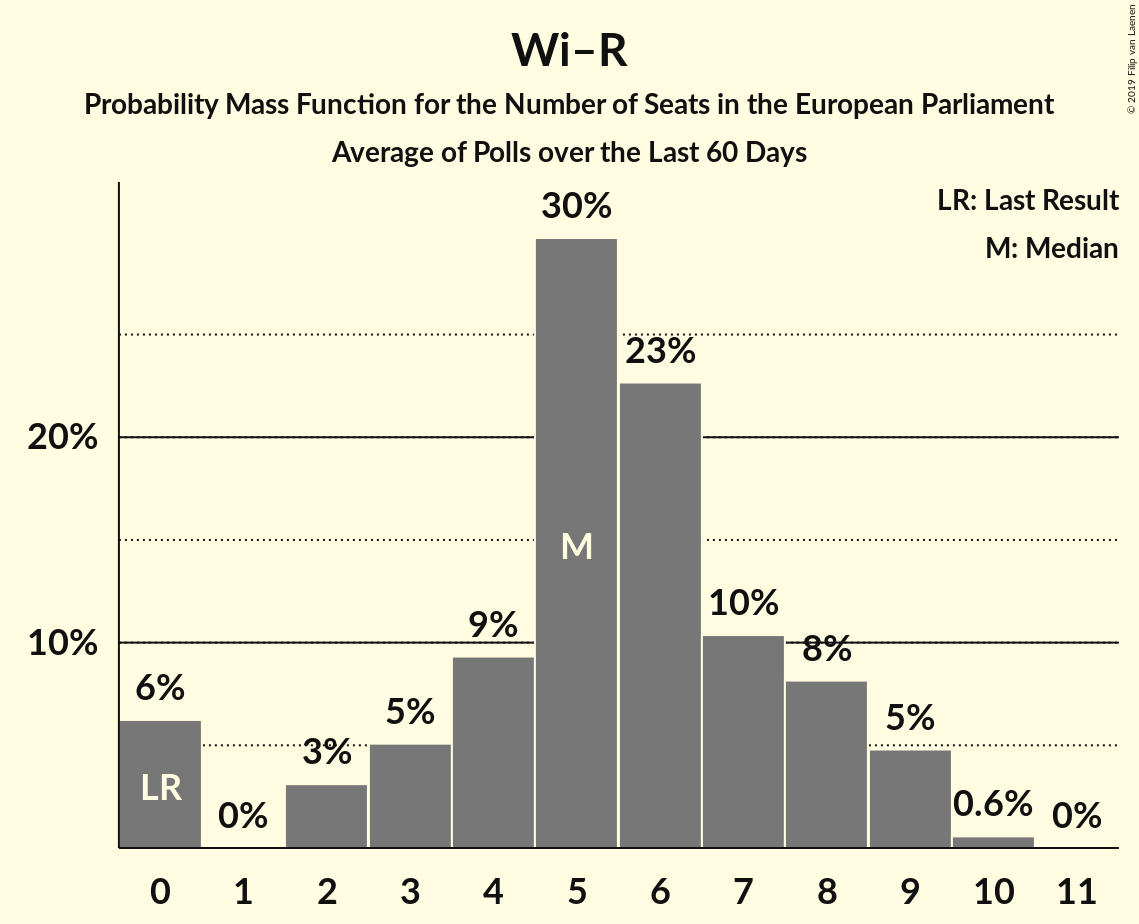 Wi–R
Probability Mass Function for the Number of Seats in the European Parliament
Average of Polls over the Last 60 Days
© 2019 Filip van Laenen
LR: Last Result
M: Median
30%
23%
20%
M
10%
9%
10%
8%
6%
5%
5%
3%
LR
0%
0.6%
0%
0 1 2 3 4 5 6 7 8 9 10 11